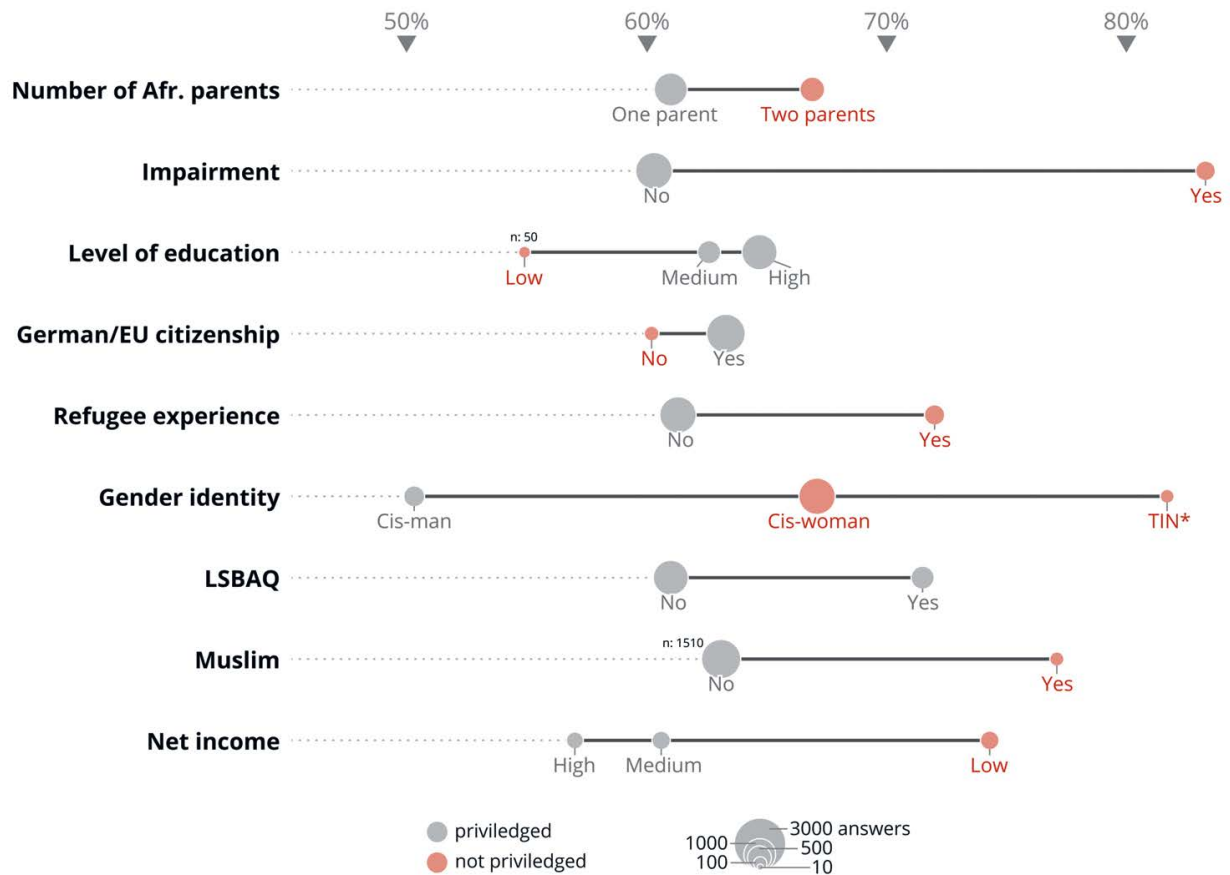 50% 60% 70% 80%
Number of Afr. parents
One parent Two parents
Impairment
No Yes
n: 50
Level of education
Low Medium High
German/EU citizenship
No Yes
Refugee experience
No Yes
Gender identity
Cis-man Cis-woman TIN*
LSBAQ
No Yes
n: 1510
Muslim
No Yes
Net income
High Medium Low
priviledged
not priviledged
3000 answers
1000 500
100 10